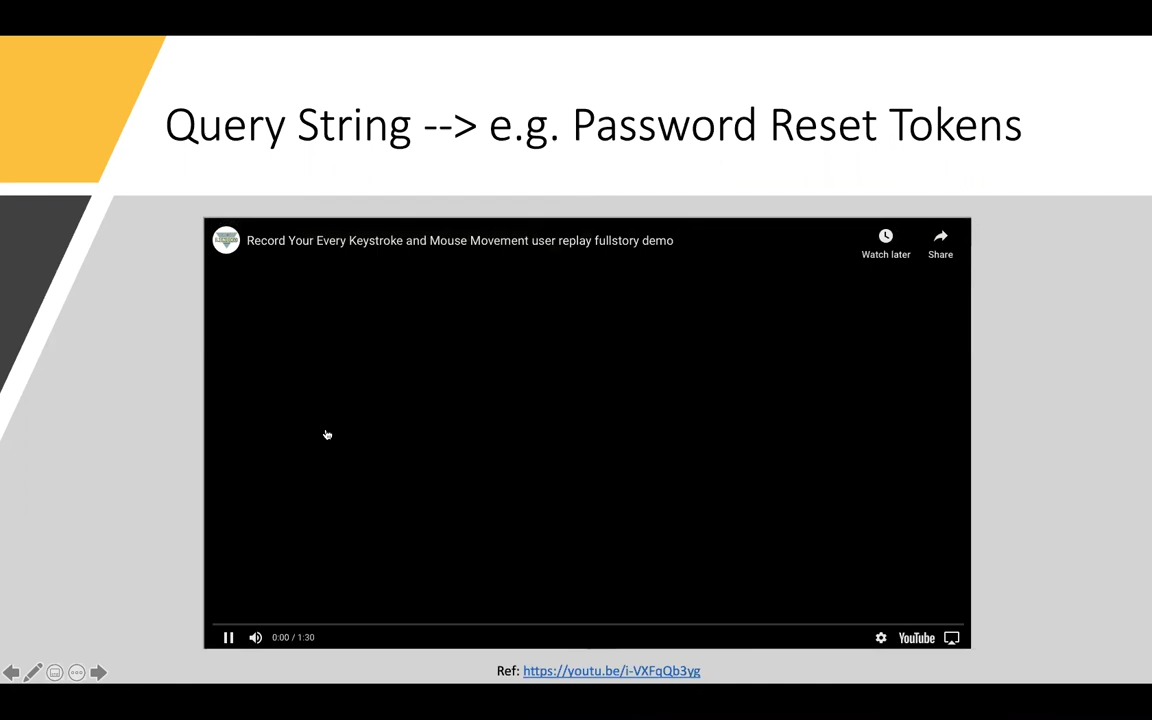 Query String --> e.g. Password Reset Tokens
Record Your Every Keystroke and Mouse Movement user replay fullstory demo
Watch later
Share
0:00 / 1:30
YouTube
Ref: https://youtu.be/i-VXFqQb3yg